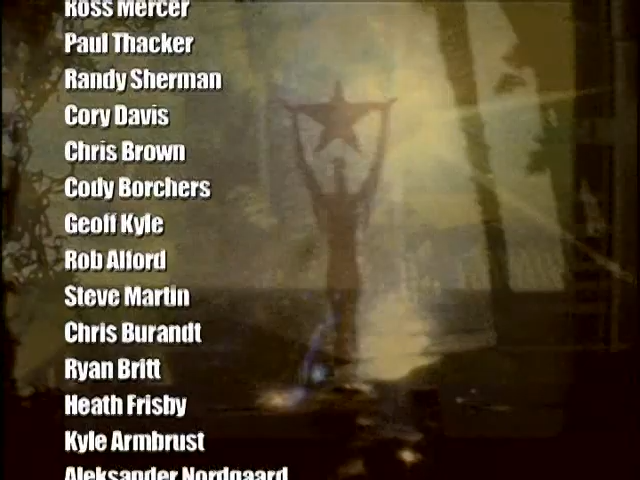 Ross Mercer
Paul Thacker
Randy Sherman
Cory Davis
Chris Brown
Cody Borchers
Geoff Kyle
Rob Alford
Steve Martin
Chris Burandt
Ryan Britt
Heath Frisby
Kyle Armbrust
Aleksander Nordgaard